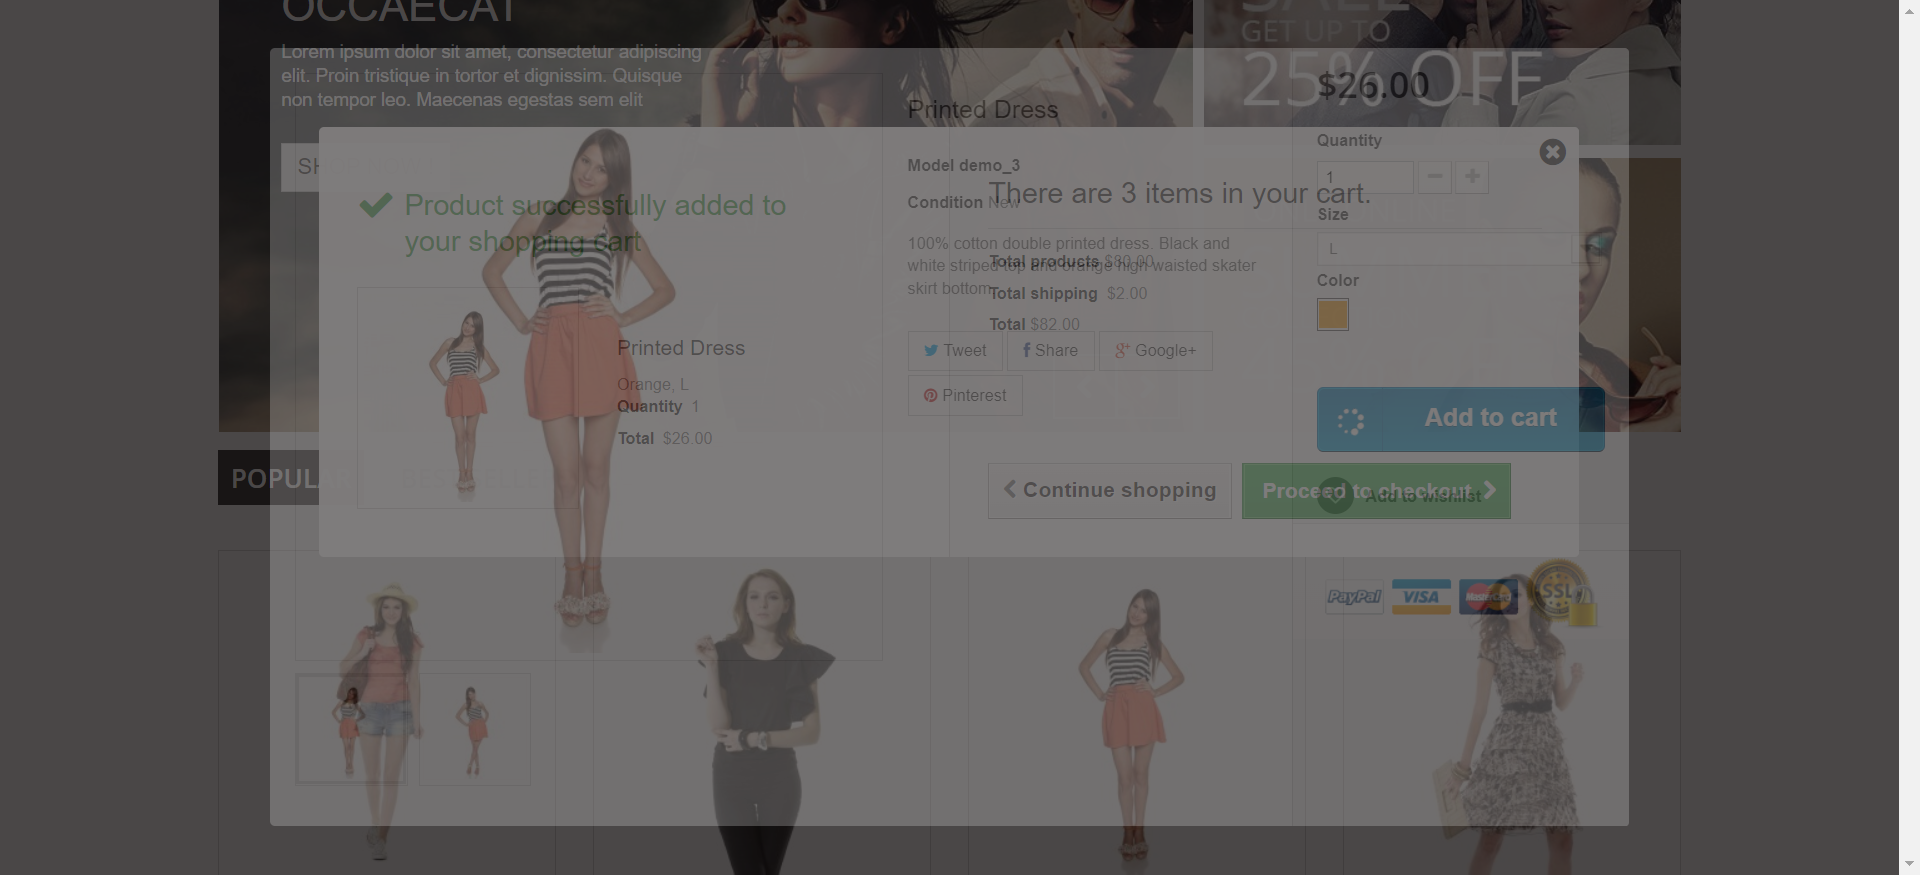 OCCAECAT
Lorem ipsum dolor sit amet, consectetur adipiscing
elit. Proin tristique in tortor et dignissim. Quisque
non tempor leo. Maecenas egestas sem elit
SALE
GET UP TO
25% OFF
$26.00
Printed Dress
Model demo_3
Condition New
100% cotton double printed dress. Black and
white striped top and orange high waisted skater
skirt bottom.
Tweet
Share
Google+
Pinterest
Quantity
1
Size
L
Color
Add to cart
Add to wishlist
PayPal
VISA
MasterCard
SSL
Product successfully added to
your shopping cart
Printed Dress
Orange, L
Quantity 1
Total $26.00
There are 3 items in your cart.
Total products $80.00
Total shipping $2.00
Total $82.00
Continue shopping
Proceed to checkout
POPULAR